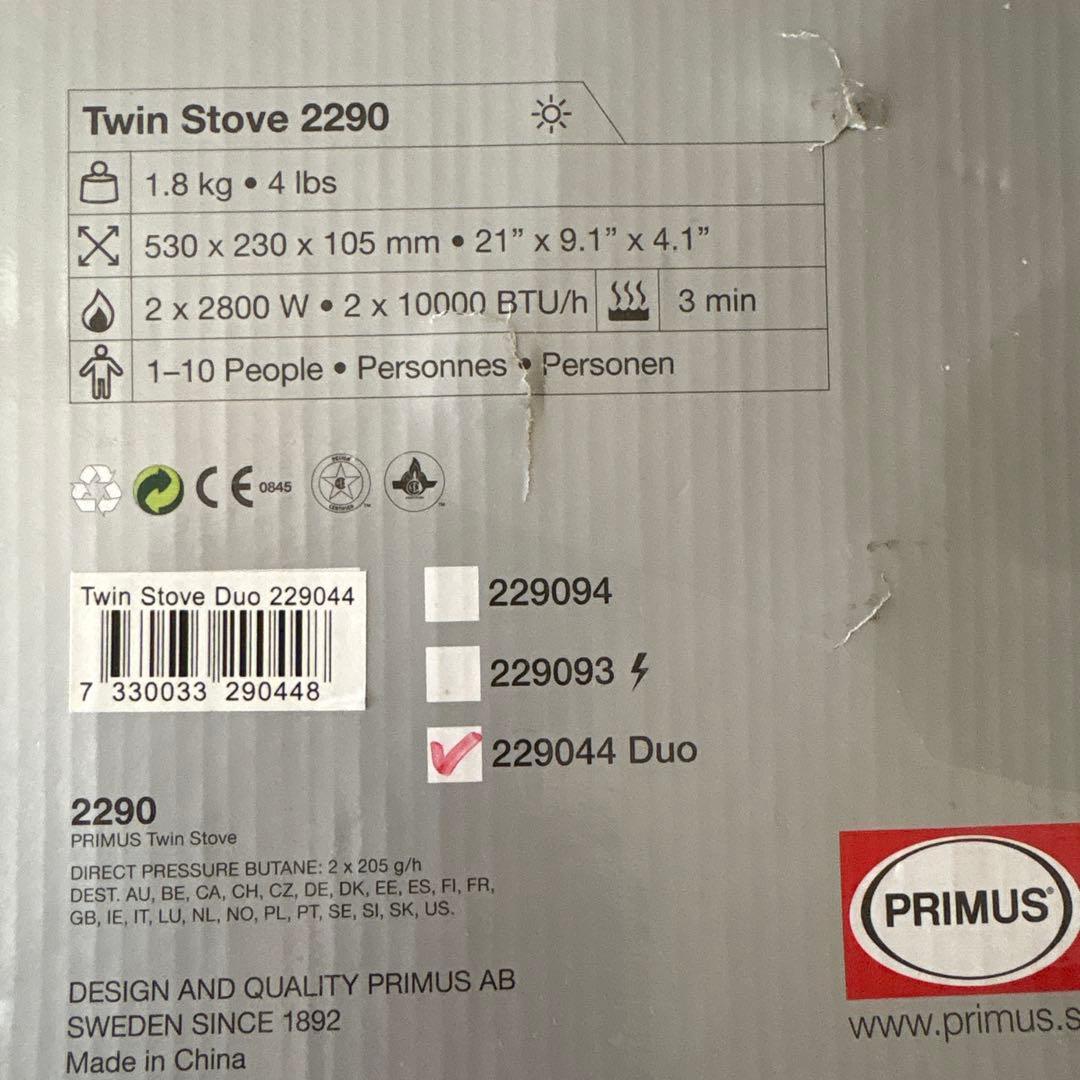 Twin Stove 2290
1.8 kg • 4 lbs
530 x 230 x 105 mm • 21” x 9.1” x 4.1”
2 x 2800 W • 2 x 10000 BTU/h 3 min
1–10 People • Personnes • Personen
CE 0845
Twin Stove Duo 229044
7 330033 290448
229094
229093
229044 Duo
2290
PRIMUS Twin Stove
DIRECT PRESSURE BUTANE: 2 x 205 g/h
DEST. AU, BE, CA, CH, CZ, DE, DK, EE, ES, FI, FR,
GB, IE, IT, LU, NL, NO, PL, PT, SE, SI, SK, US.
PRIMUS®
DESIGN AND QUALITY PRIMUS AB
SWEDEN SINCE 1892
Made in China
www.primus.s